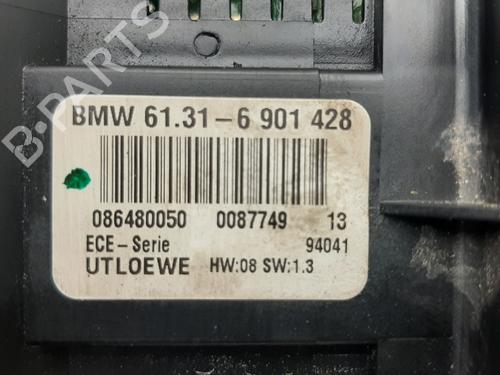 BMW 61.31-6 901 428
086480050 0087749 13
ECE-Serie 94041
UTLOEWE HW:08 SW:1.3
B-PARTS